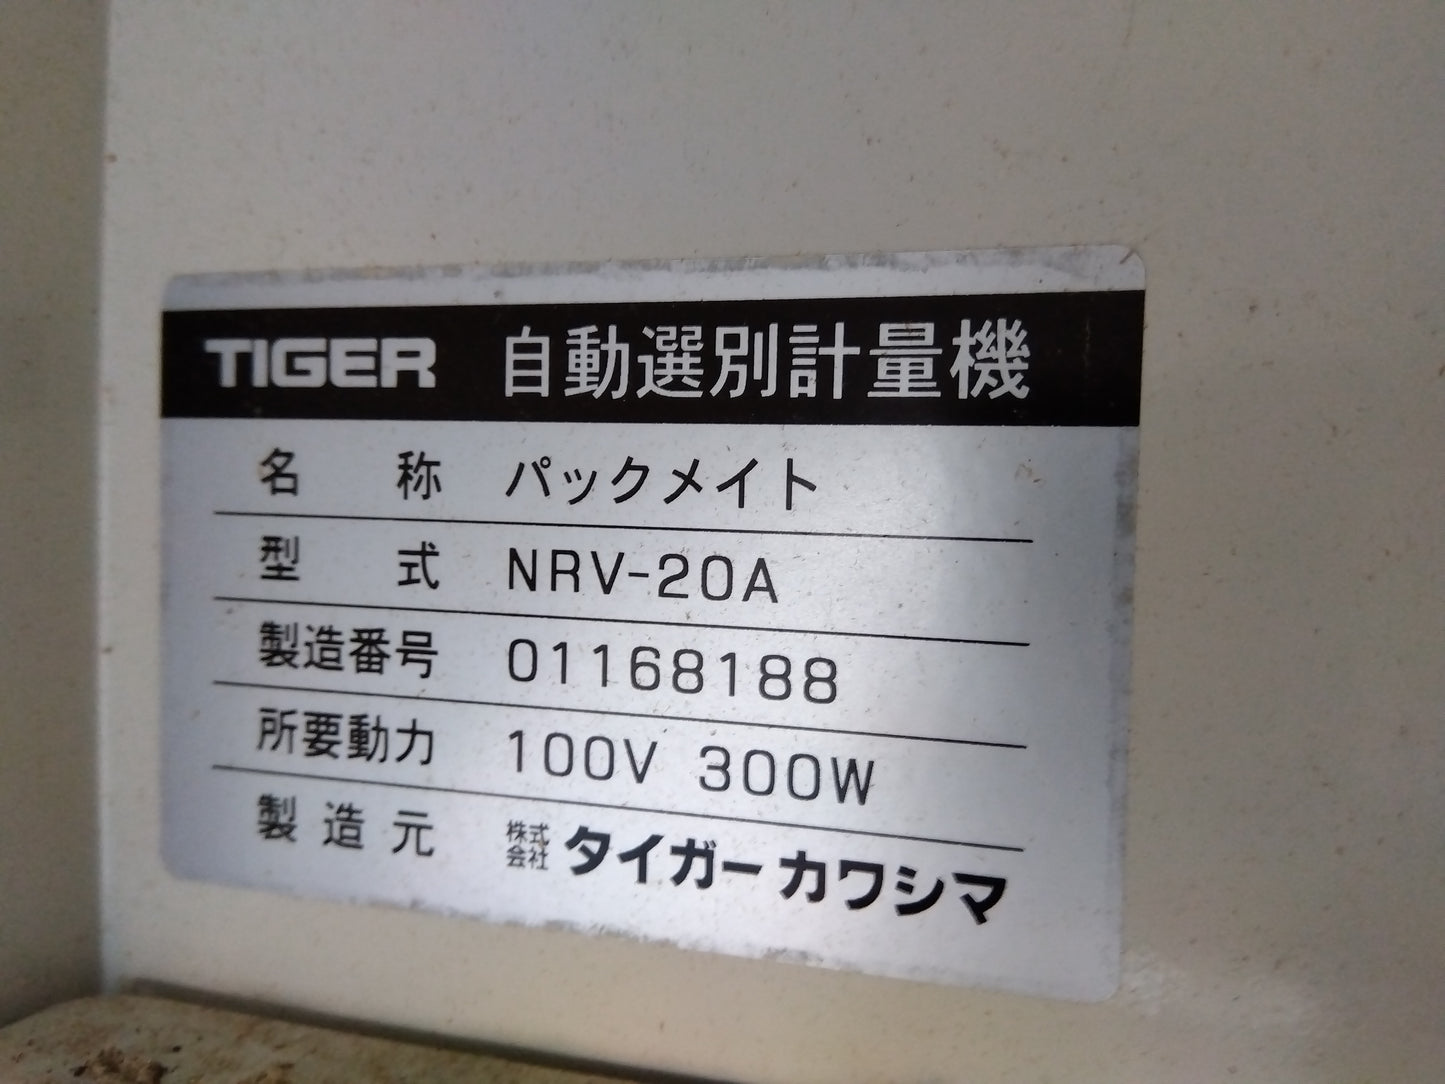 TIGER 自動選別計量機
名称 パックメイト
型式 NRV-20A
製造番号 01168188
所要動力 100V 300W
製造元 株式会社 タイガーカワシマ